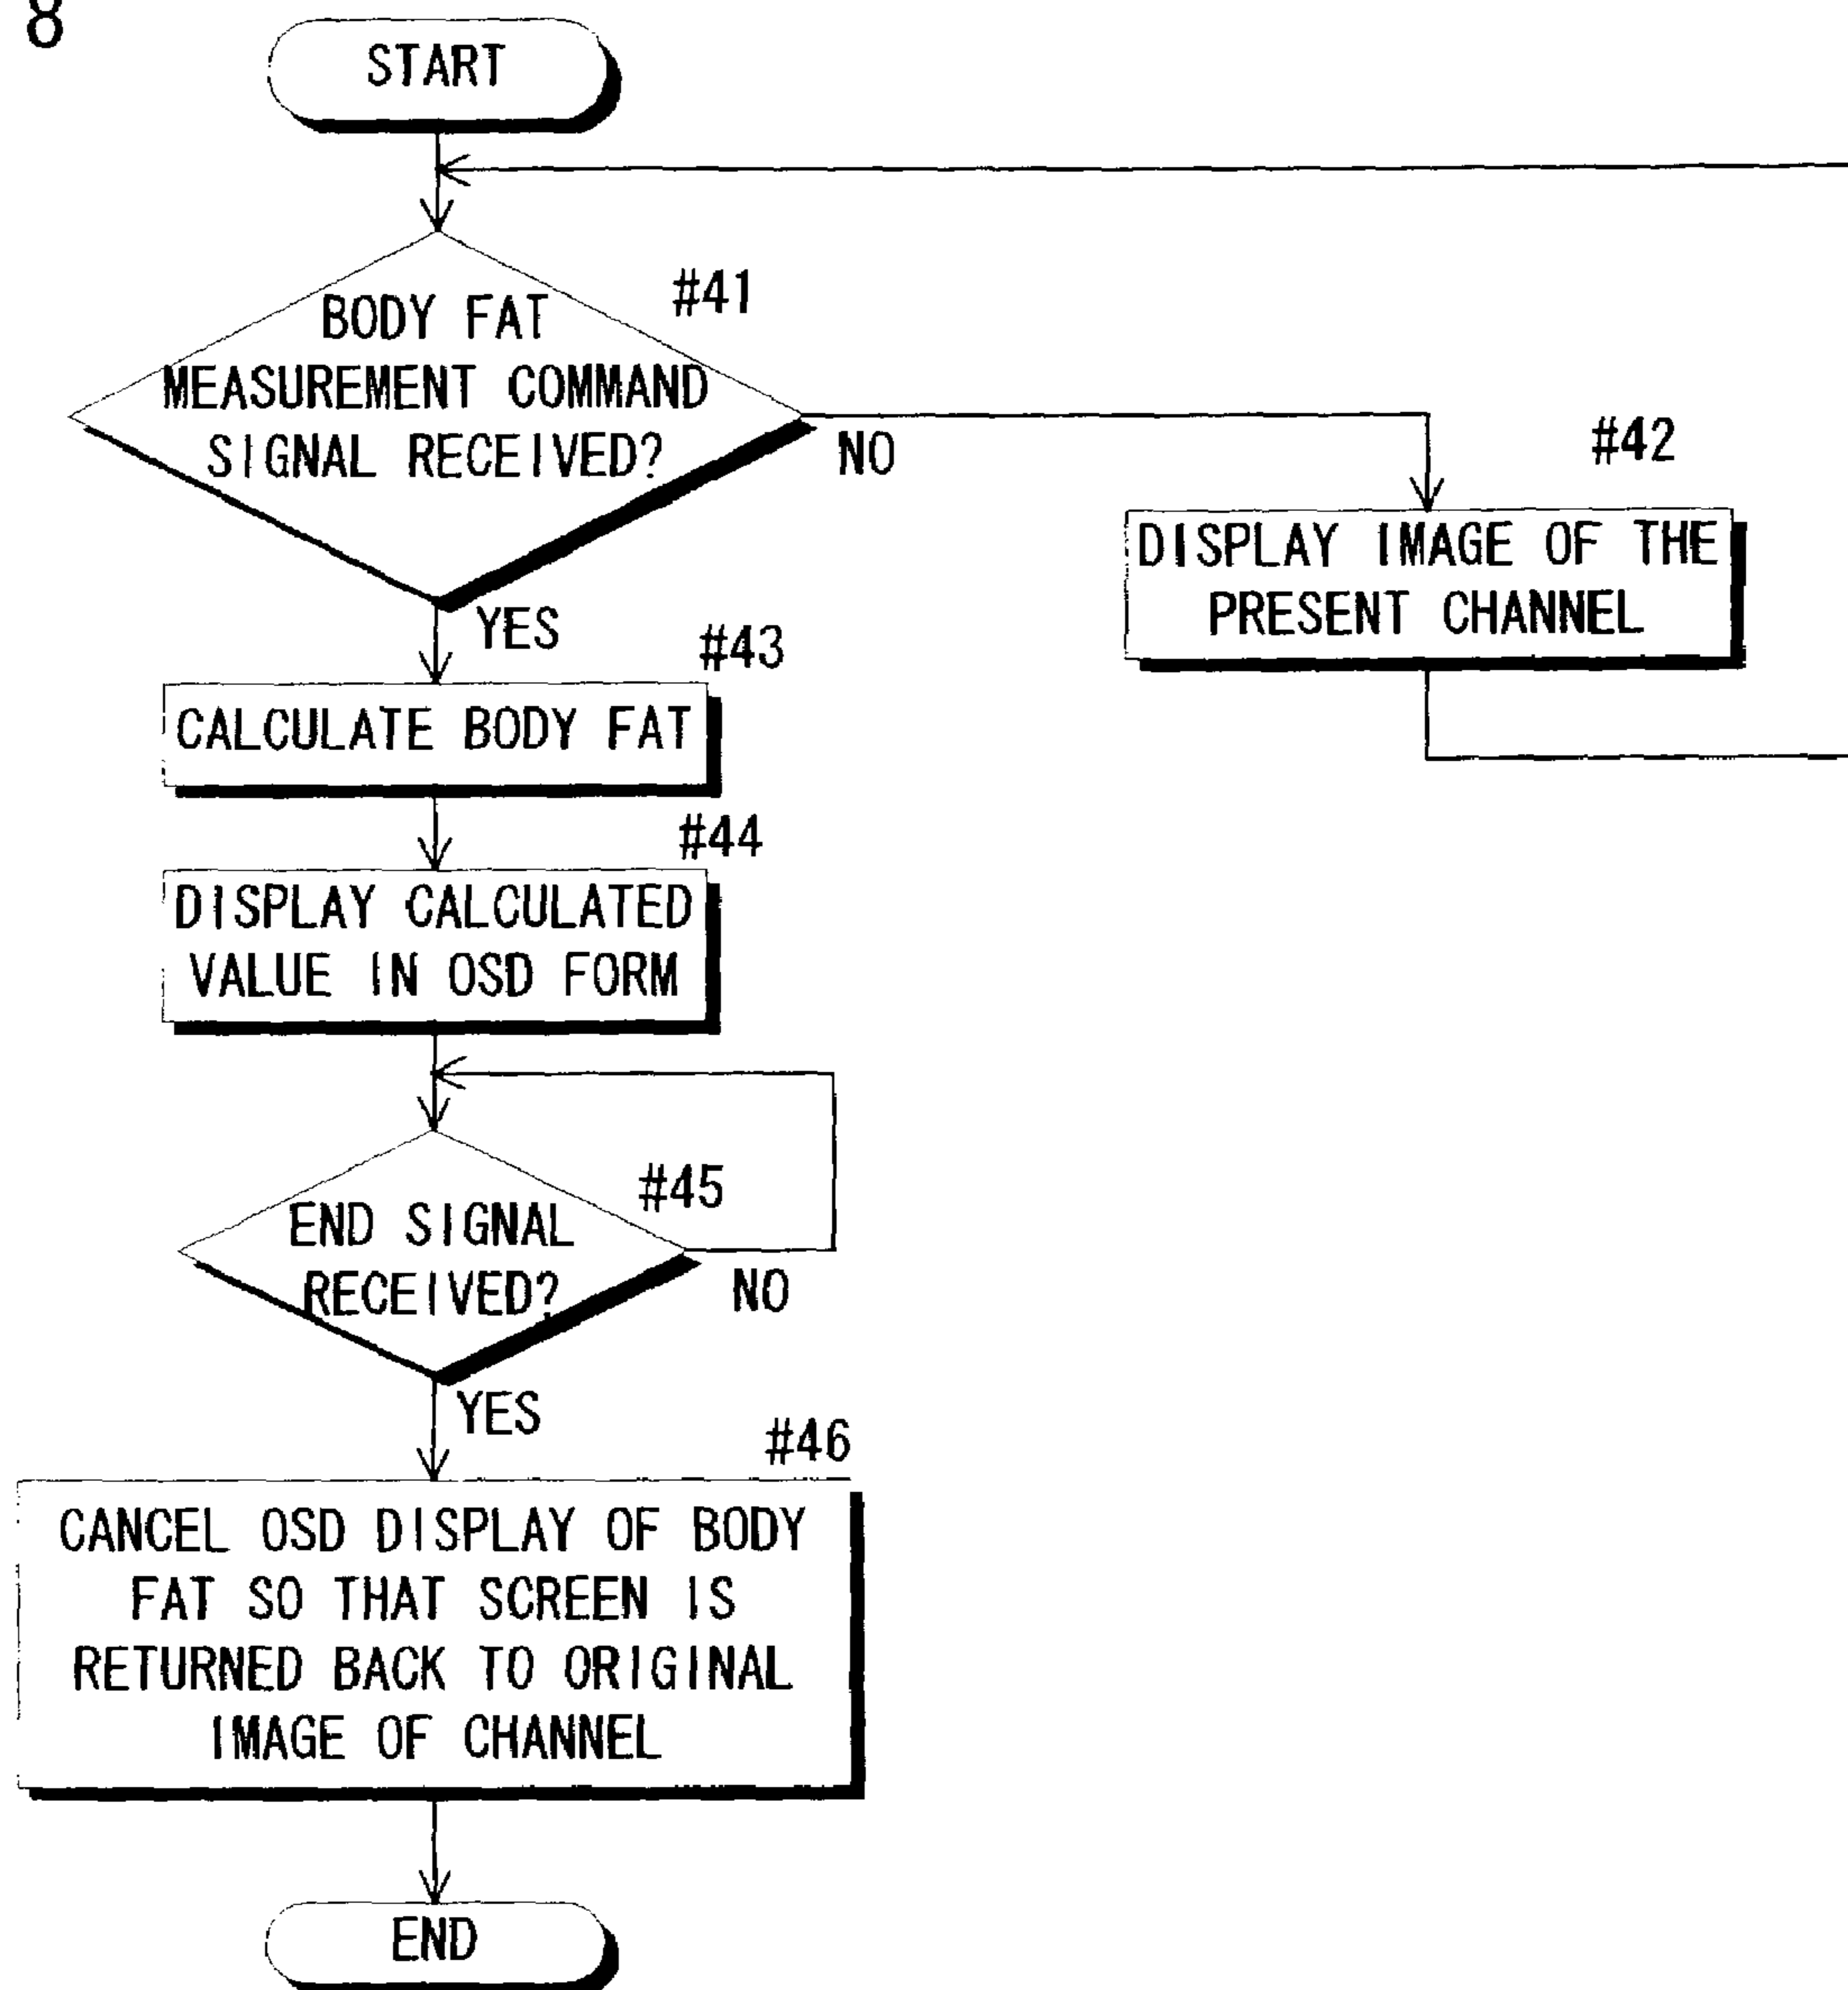 8
START
#41
BODY FAT
MEASUREMENT COMMAND
SIGNAL RECEIVED?
NO
#42
DISPLAY IMAGE OF THE
PRESENT CHANNEL
YES
#43
CALCULATE BODY FAT
#44
DISPLAY CALCULATED
VALUE IN OSD FORM
#45
END SIGNAL
RECEIVED?
NO
YES
#46
CANCEL OSD DISPLAY OF BODY
FAT SO THAT SCREEN IS
RETURNED BACK TO ORIGINAL
IMAGE OF CHANNEL
END